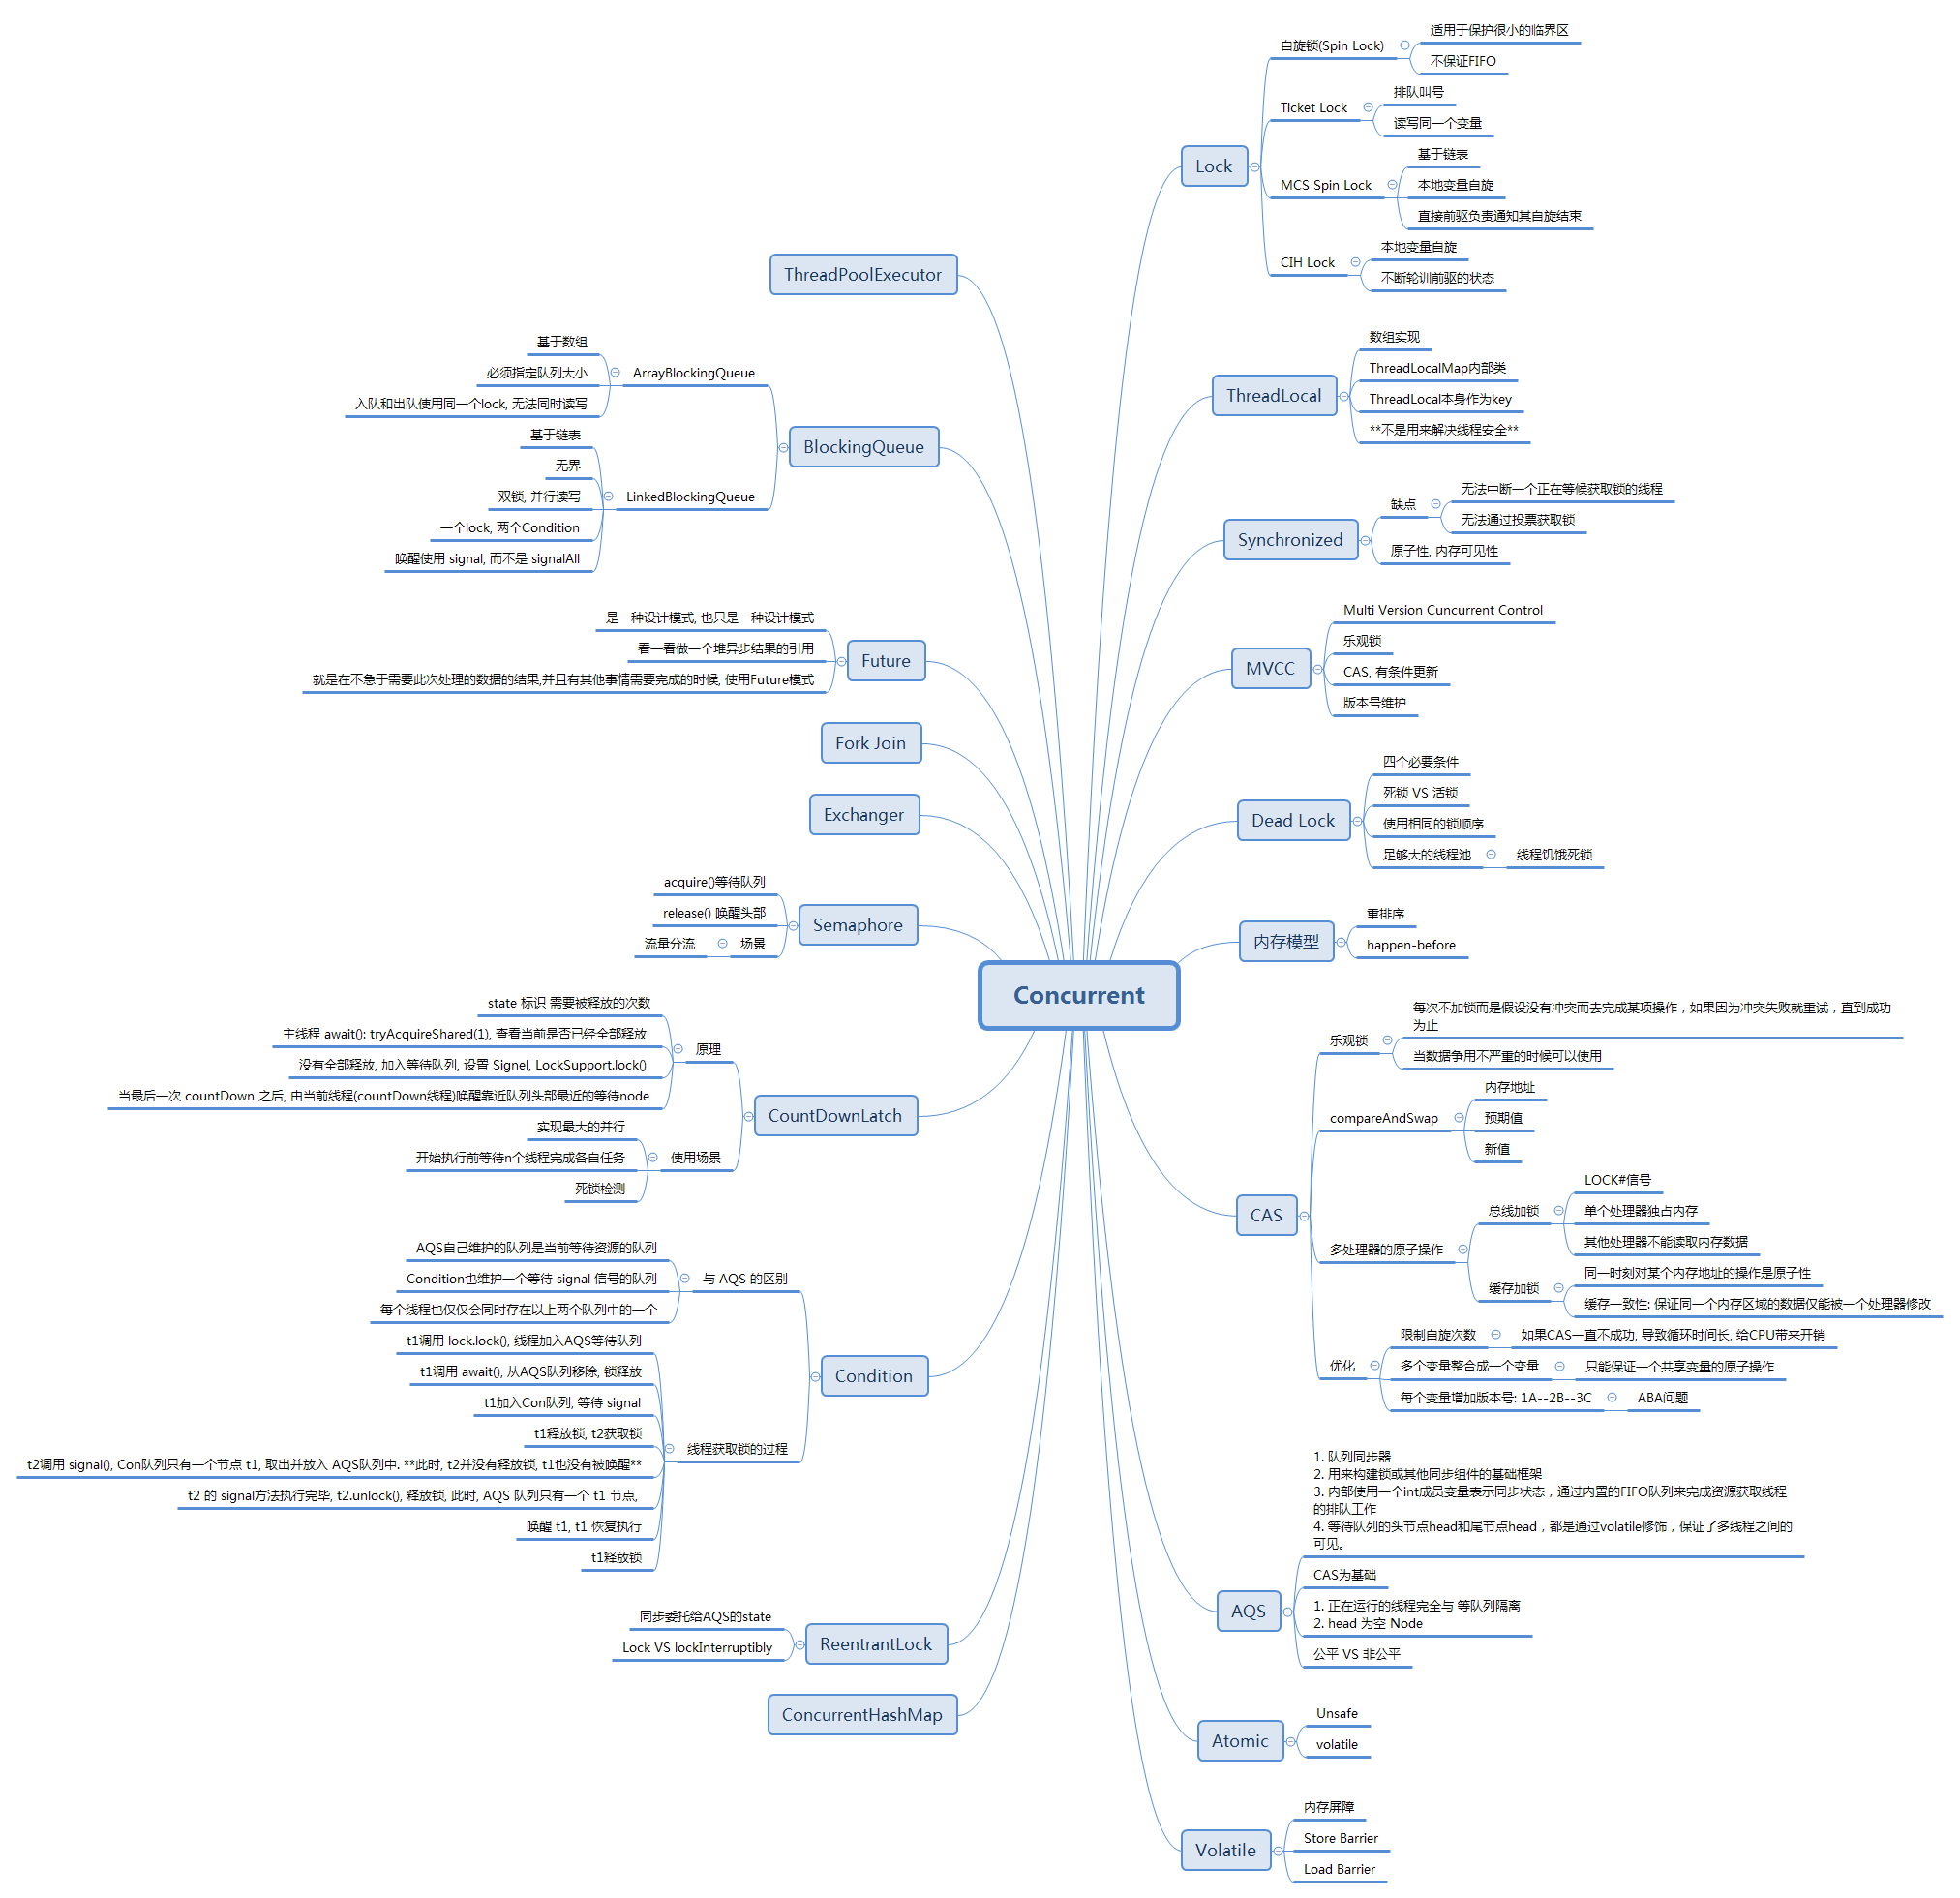 Concurrent
Lock
自旋锁(Spin Lock)
适用于保护很小的临界区
不保证FIFO
Ticket Lock
排队叫号
读写同一个变量
MCS Spin Lock
基于链表
本地变量自旋
直接前驱负责通知其自旋结束
CIH Lock
本地变量自旋
不断轮训前驱的状态
ThreadLocal
数组实现
ThreadLocalMap内部类
ThreadLocal本身作为key
**不是用来解决线程安全**
Synchronized
缺点
无法中断一个正在等候获取锁的线程
无法通过投票获取锁
原子性, 内存可见性
MVCC
Multi Version Cuncurrent Control
乐观锁
CAS, 有条件更新
版本号维护
Dead Lock
四个必要条件
死锁 VS 活锁
使用相同的锁顺序
足够大的线程池
线程饥饿死锁
内存模型
重排序
happen-before
CAS
乐观锁
每次不加锁而是假设没有冲突而去完成某项操作，如果因为冲突失败就重试，直到成功
为止
当数据争用不严重的时候可以使用
compareAndSwap
内存地址
预期值
新值
多处理器的原子操作
总线加锁
LOCK#信号
单个处理器独占内存
其他处理器不能读取内存数据
缓存加锁
同一时刻对某个内存地址的操作是原子性
缓存一致性: 保证同一个内存区域的数据仅能被一个处理器修改
优化
限制自旋次数
如果CAS一直不成功, 导致循环时间长, 给CPU带来开销
多个变量整合成一个变量
只能保证一个共享变量的原子操作
每个变量增加版本号: 1A--2B--3C
ABA问题
AQS
1. 队列同步器
2. 用来构建锁或其他同步组件的基础框架
3. 内部使用一个int成员变量表示同步状态，通过内置的FIFO队列来完成资源获取线程
的排队工作
4. 等待队列的头节点head和尾节点head，都是通过volatile修饰，保证了多线程之间的
可见。
CAS为基础
1. 正在运行的线程完全与 等队列隔离
2. head 为空 Node
公平 VS 非公平
Atomic
Unsafe
volatile
Volatile
内存屏障
Store Barrier
Load Barrier
ThreadPoolExecutor
BlockingQueue
ArrayBlockingQueue
基于数组
必须指定队列大小
入队和出队使用同一个lock, 无法同时读写
LinkedBlockingQueue
基于链表
无界
双锁, 并行读写
一个lock, 两个Condition
唤醒使用 signal, 而不是 signalAll
Future
是一种设计模式, 也只是一种设计模式
看一看做一个堆异步结果的引用
就是在不急于需要此次处理的数据的结果,并且有其他事情需要完成的时候, 使用Future模式
Fork Join
Exchanger
Semaphore
acquire()等待队列
release() 唤醒头部
场景
流量分流
CountDownLatch
原理
state 标识 需要被释放的次数
主线程 await(): tryAcquireShared(1), 查看当前是否已经全部释放
没有全部释放, 加入等待队列, 设置 Signel, LockSupport.lock()
当最后一次 countDown 之后, 由当前线程(countDown线程)唤醒靠近队列头部最近的等待node
使用场景
实现最大的并行
开始执行前等待n个线程完成各自任务
死锁检测
Condition
与 AQS 的区别
AQS自己维护的队列是当前等待资源的队列
Condition也维护一个等待 signal 信号的队列
每个线程也仅仅会同时存在以上两个队列中的一个
线程获取锁的过程
t1调用 lock.lock(), 线程加入AQS等待队列
t1调用 await(), 从AQS队列移除, 锁释放
t1加入Con队列, 等待 signal
t1释放锁, t2获取锁
t2调用 signal(), Con队列只有一个节点 t1, 取出并放入 AQS队列中. **此时, t2并没有释放锁, t1也没有被唤醒**
t2 的 signal方法执行完毕, t2.unlock(), 释放锁, 此时, AQS 队列只有一个 t1 节点,
唤醒 t1, t1 恢复执行
t1释放锁
ReentrantLock
同步委托给AQS的state
Lock VS lockInterruptibly
ConcurrentHashMap